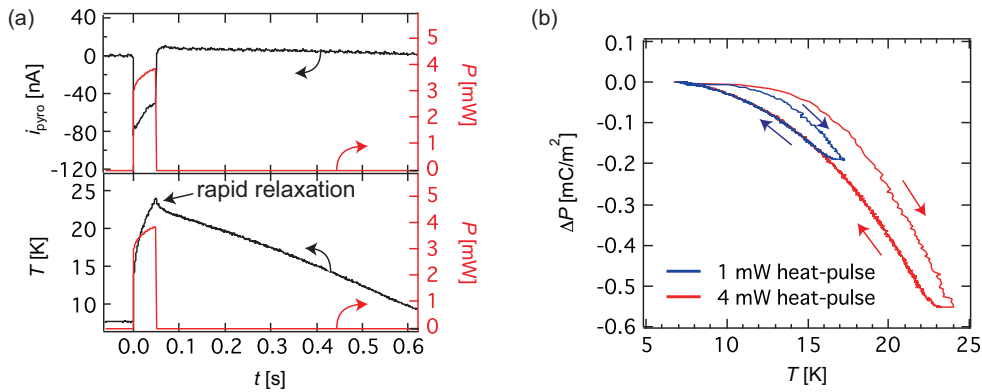 (a)
40
0
-40
-80
-120
i pyro [nA]
5
4
3
2
1
0
P [mW]
rapid relaxation
25
20
15
10
T [K]
5
4
3
2
1
0
P [mW]
0.0 0.1 0.2 0.3 0.4 0.5 0.6
t [s]
(b)
0.0
-0.1
-0.2
-0.3
-0.4
-0.5
-0.6
ΔP [mC/m²]
1 mW heat-pulse
4 mW heat-pulse
5 10 15 20 25
T [K]